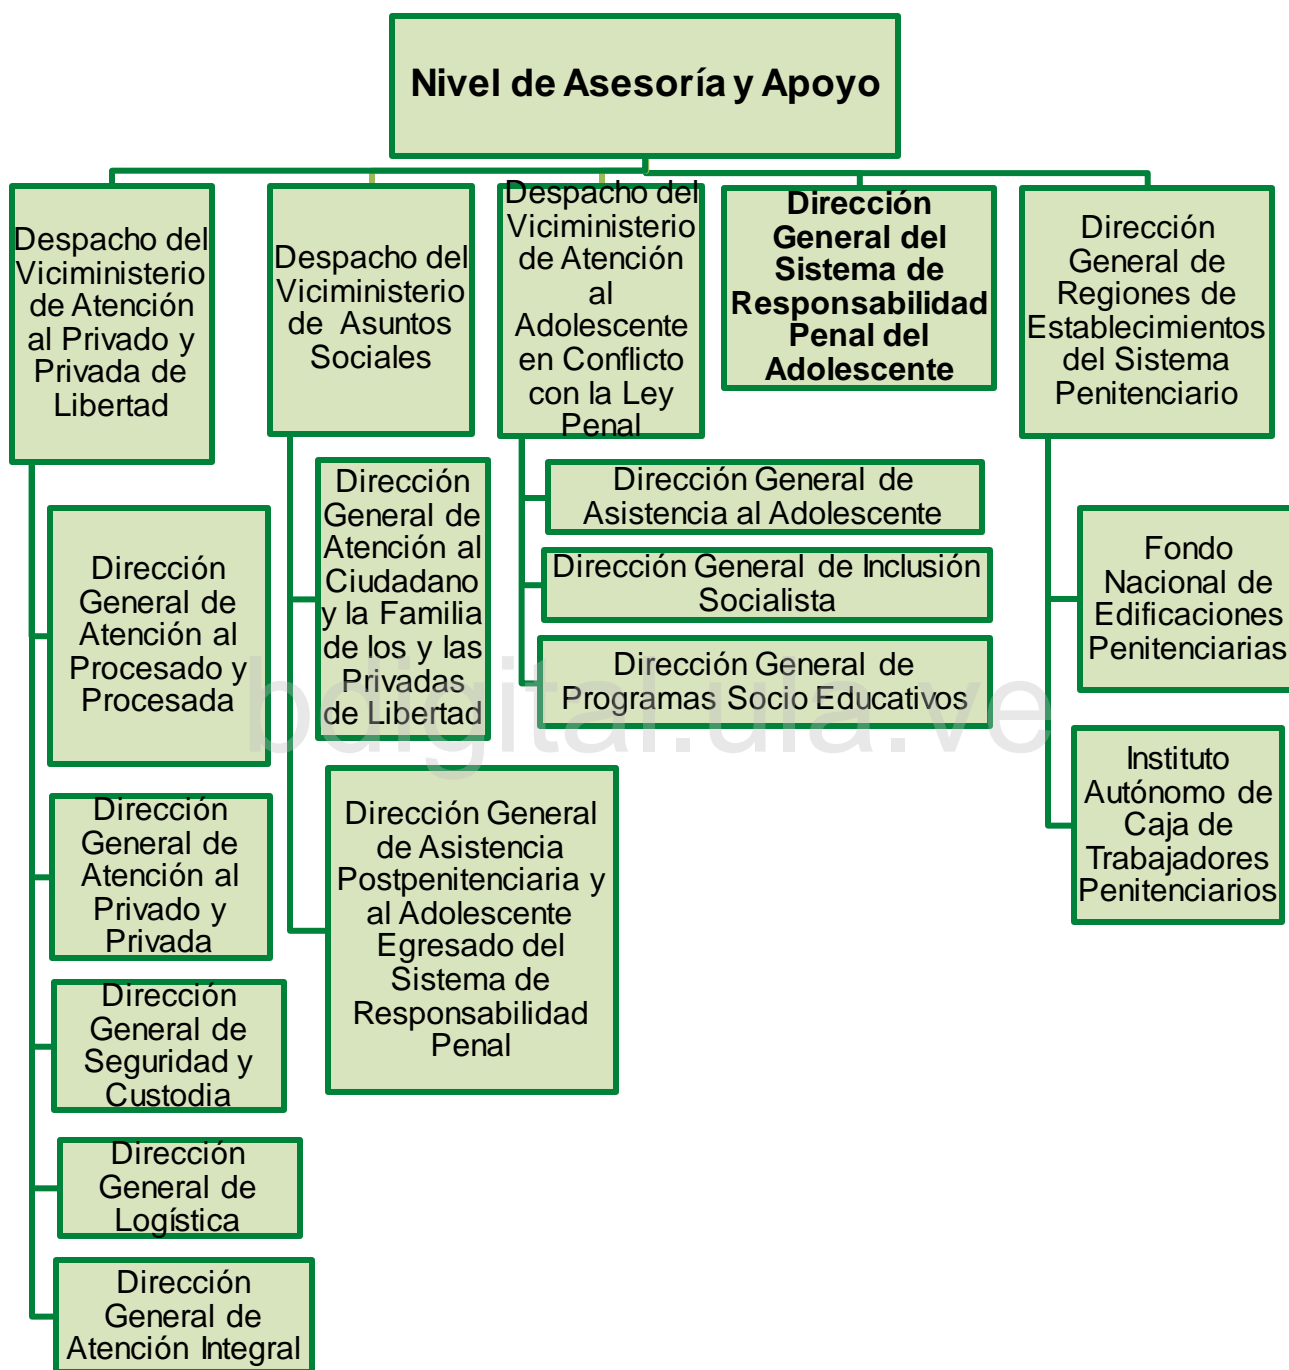 Nivel de Asesoría y Apoyo
Despacho del
Viciministerio
de Atención
al Privado y
Privada de
Libertad
Dirección
General de
Atención al
Procesado y
Procesada
Dirección
General de
Atención al
Privado y
Privada
Dirección
General de
Seguridad y
Custodia
Dirección
General de
Logística
Dirección
General de
Atención Integral
Despacho del
Viciministerio
de Asuntos
Sociales
Dirección
General de
Atención al
Ciudadano
y la Familia
de los y las
Privadas
de Libertad
Dirección General
de Asistencia
Postpenitenciaria y
al Adolescente
Egresado del
Sistema de
Responsabilidad
Penal
Despacho del
Viciministerio
de Atención
al
Adolescente
en Conflicto
con la Ley
Penal
Dirección General de
Asistencia al Adolescente
Dirección General de Inclusión
Socialista
Dirección General de
Programas Socio Educativos
Dirección
General del
Sistema de
Responsabilidad
Penal del
Adolescente
Dirección
General de
Regiones de
Establecimientos
del Sistema
Penitenciario
Fondo
Nacional de
Edificaciones
Penitenciarias
Instituto
Autónomo de
Caja de
Trabajadores
Penitenciarios
bdigital.ula.ve